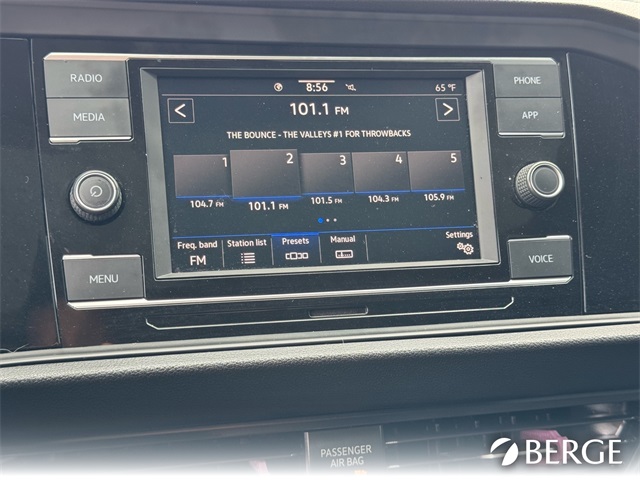 RADIO
MEDIA
MENU
8:56
65 °F
101.1 FM
THE BOUNCE - THE VALLEYS #1 FOR THROWBACKS
1 2 3 4 5
104.7 FM 101.1 FM 101.5 FM 104.3 FM 105.9 FM
Freq. band Station list Presets Manual Settings
FM
PHONE
APP
VOICE
PASSENGER
AIR BAG
BERGE